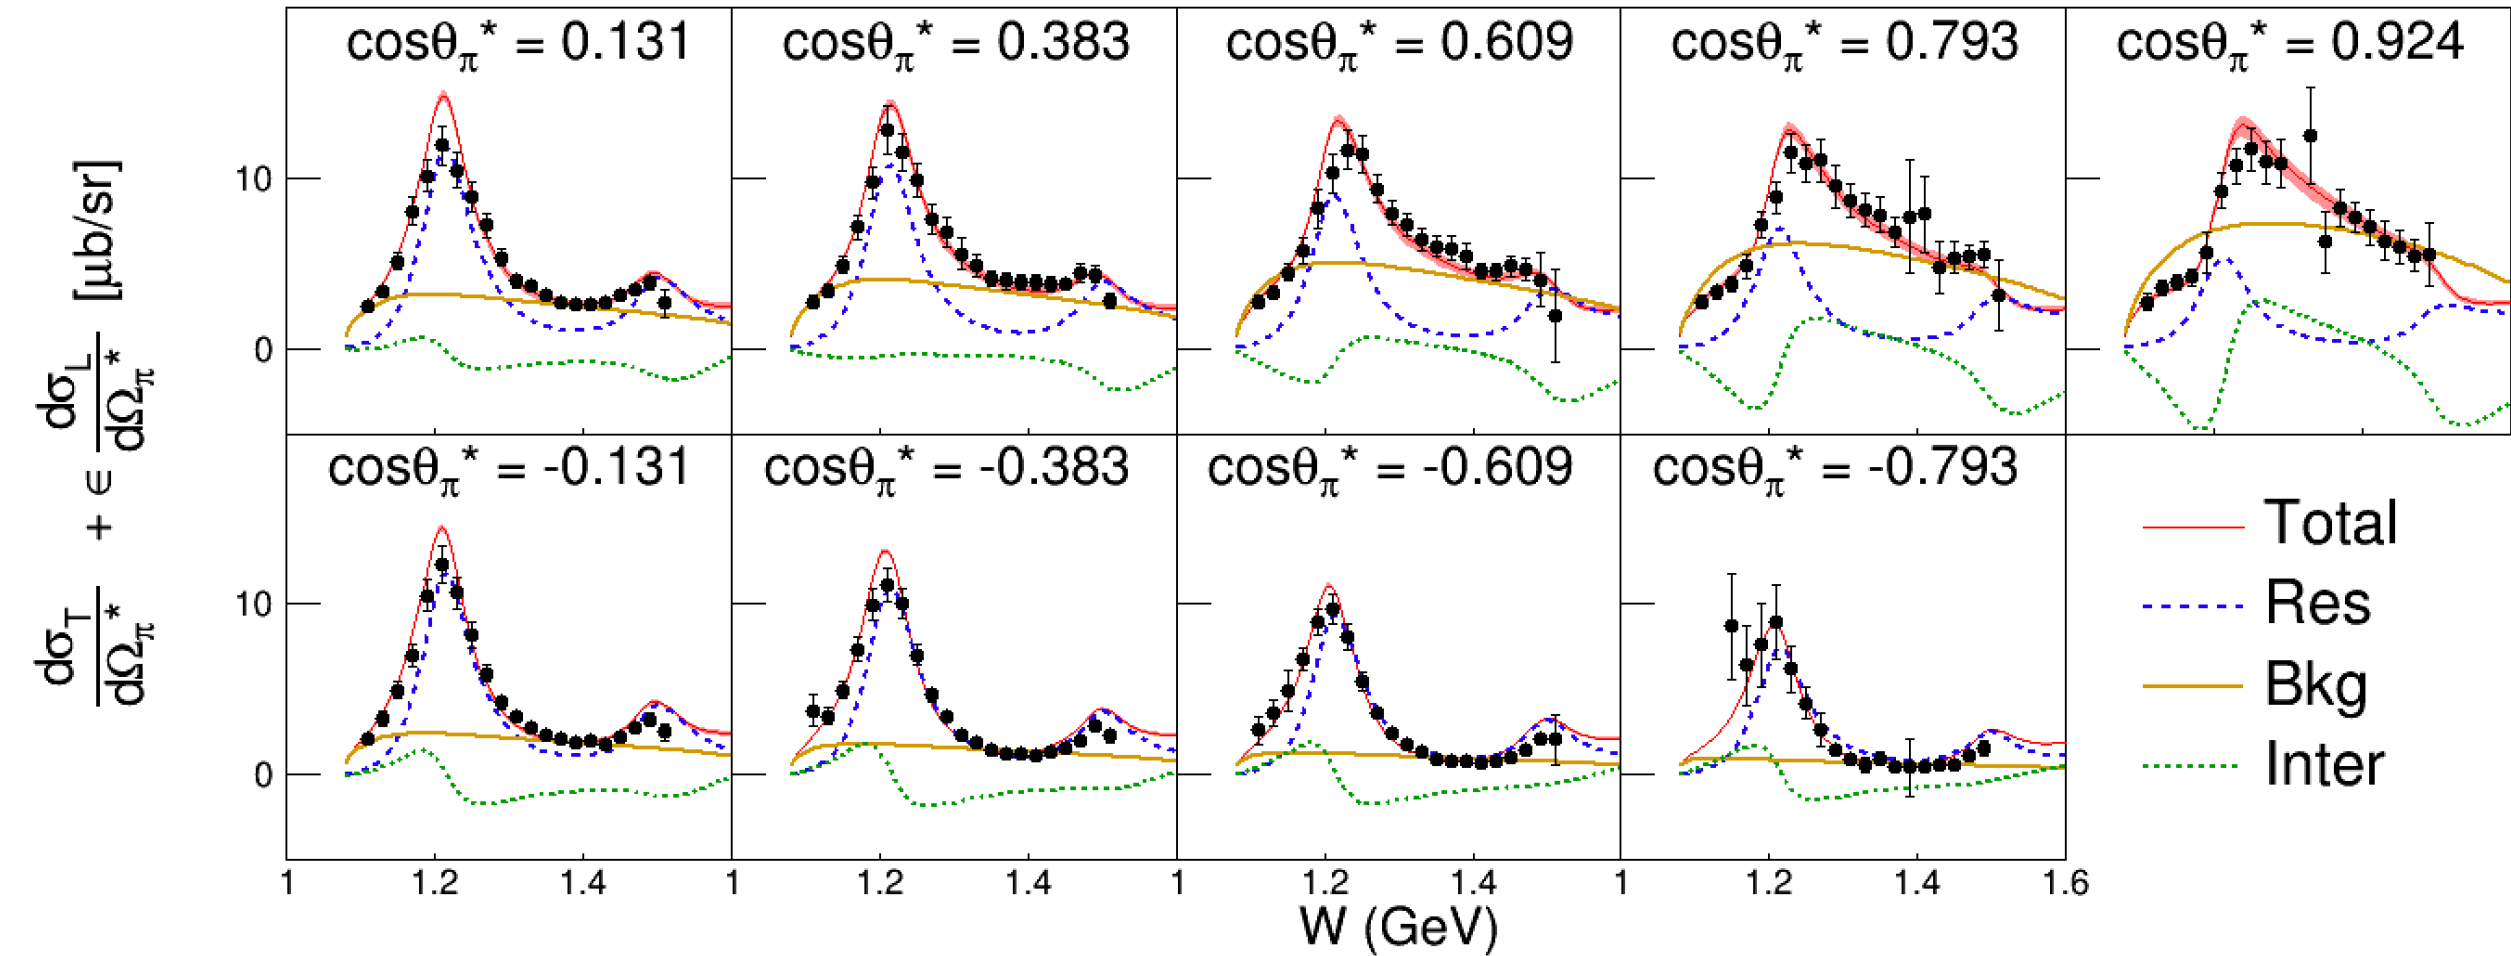 cosθπ* = 0.131
cosθπ* = 0.383
cosθπ* = 0.609
cosθπ* = 0.793
cosθπ* = 0.924
10
0
dσT/dΩπ* + ϵ dσL/dΩπ* [μb/sr]
cosθπ* = -0.131
cosθπ* = -0.383
cosθπ* = -0.609
cosθπ* = -0.793
10
0
Total
Res
Bkg
Inter
1 1.2 1.4 1 1.2 1.4 1 1.2 1.4 1 1.2 1.4 1.6
W (GeV)